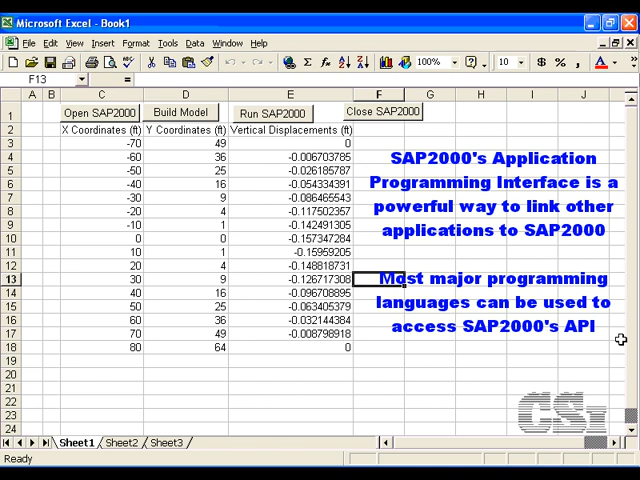 Microsoft Excel - Book1
File Edit View Insert Format Tools Data Window Help
100% 10 $ % A
F13 =
A B C D E F G H I J
1 Open SAP2000 Build Model Run SAP2000 Close SAP2000
2 X Coordinates (ft) Y Coordinates (ft) Vertical Displacements (ft)
3 -70 49 0
4 -60 36 -0.006703785
5 -50 25 -0.026185787
6 -40 16 -0.054334391
7 -30 9 -0.086465543
8 -20 4 -0.117502357
9 -10 1 -0.142491305
10 0 0 -0.157347284
11 10 1 -0.15959205
12 20 4 -0.148818731
13 30 9 -0.126717308
14 40 16 -0.096708895
15 50 25 -0.063405379
16 60 36 -0.032144384
17 70 49 -0.008798918
18 80 64 0
19
20
21
22
23
24
SAP2000's Application
Programming Interface is a
powerful way to link other
applications to SAP2000
Most major programming
languages can be used to
access SAP2000's API
CSi
Sheet1 Sheet2 Sheet3
Ready